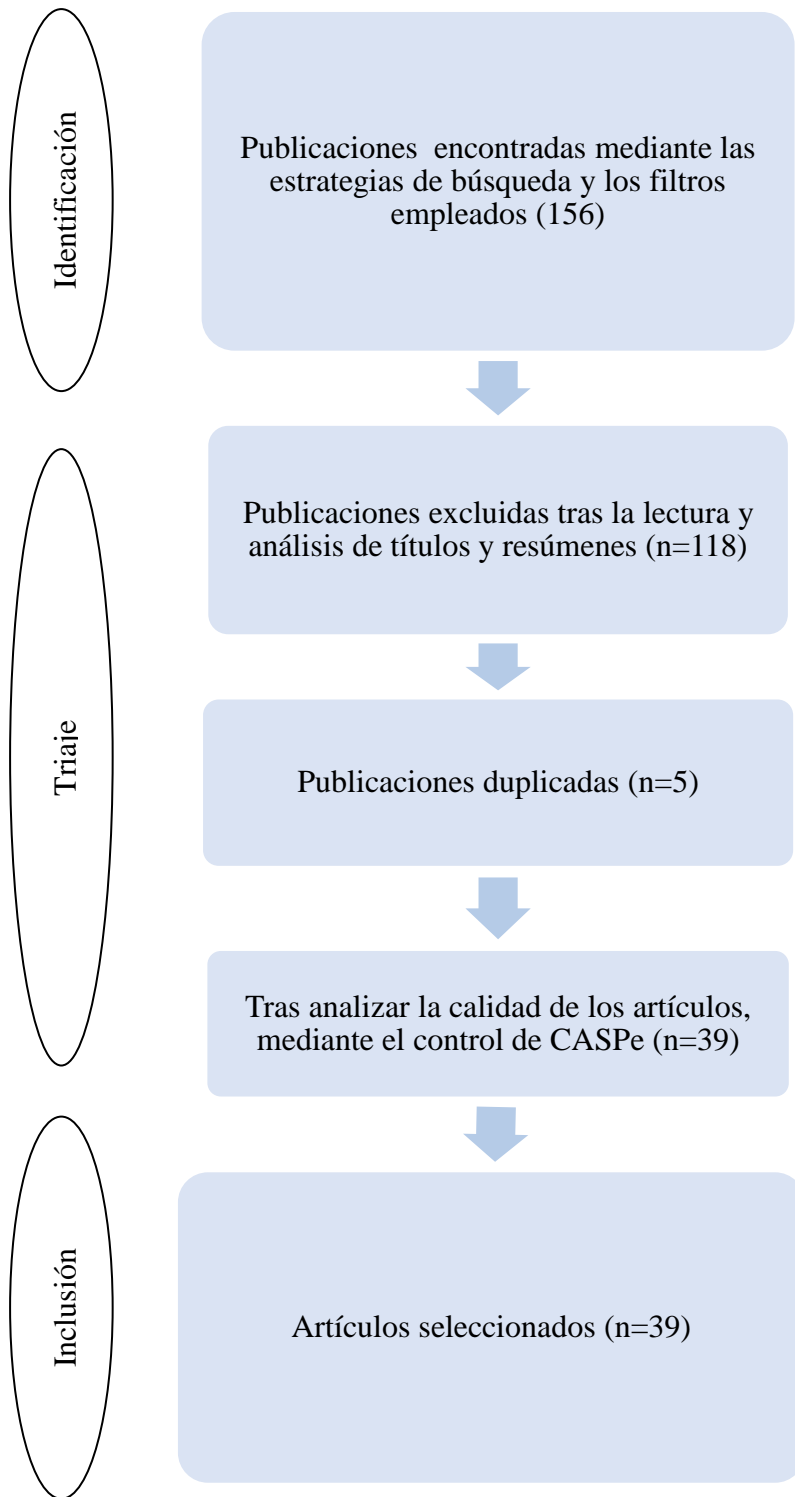 Identificación
Publicaciones encontradas mediante las
estrategias de búsqueda y los filtros
empleados (156)
Triaje
Publicaciones excluidas tras la lectura y
análisis de títulos y resúmenes (n=118)
Publicaciones duplicadas (n=5)
Tras analizar la calidad de los artículos,
mediante el control de CASPe (n=39)
Inclusión
Artículos seleccionados (n=39)